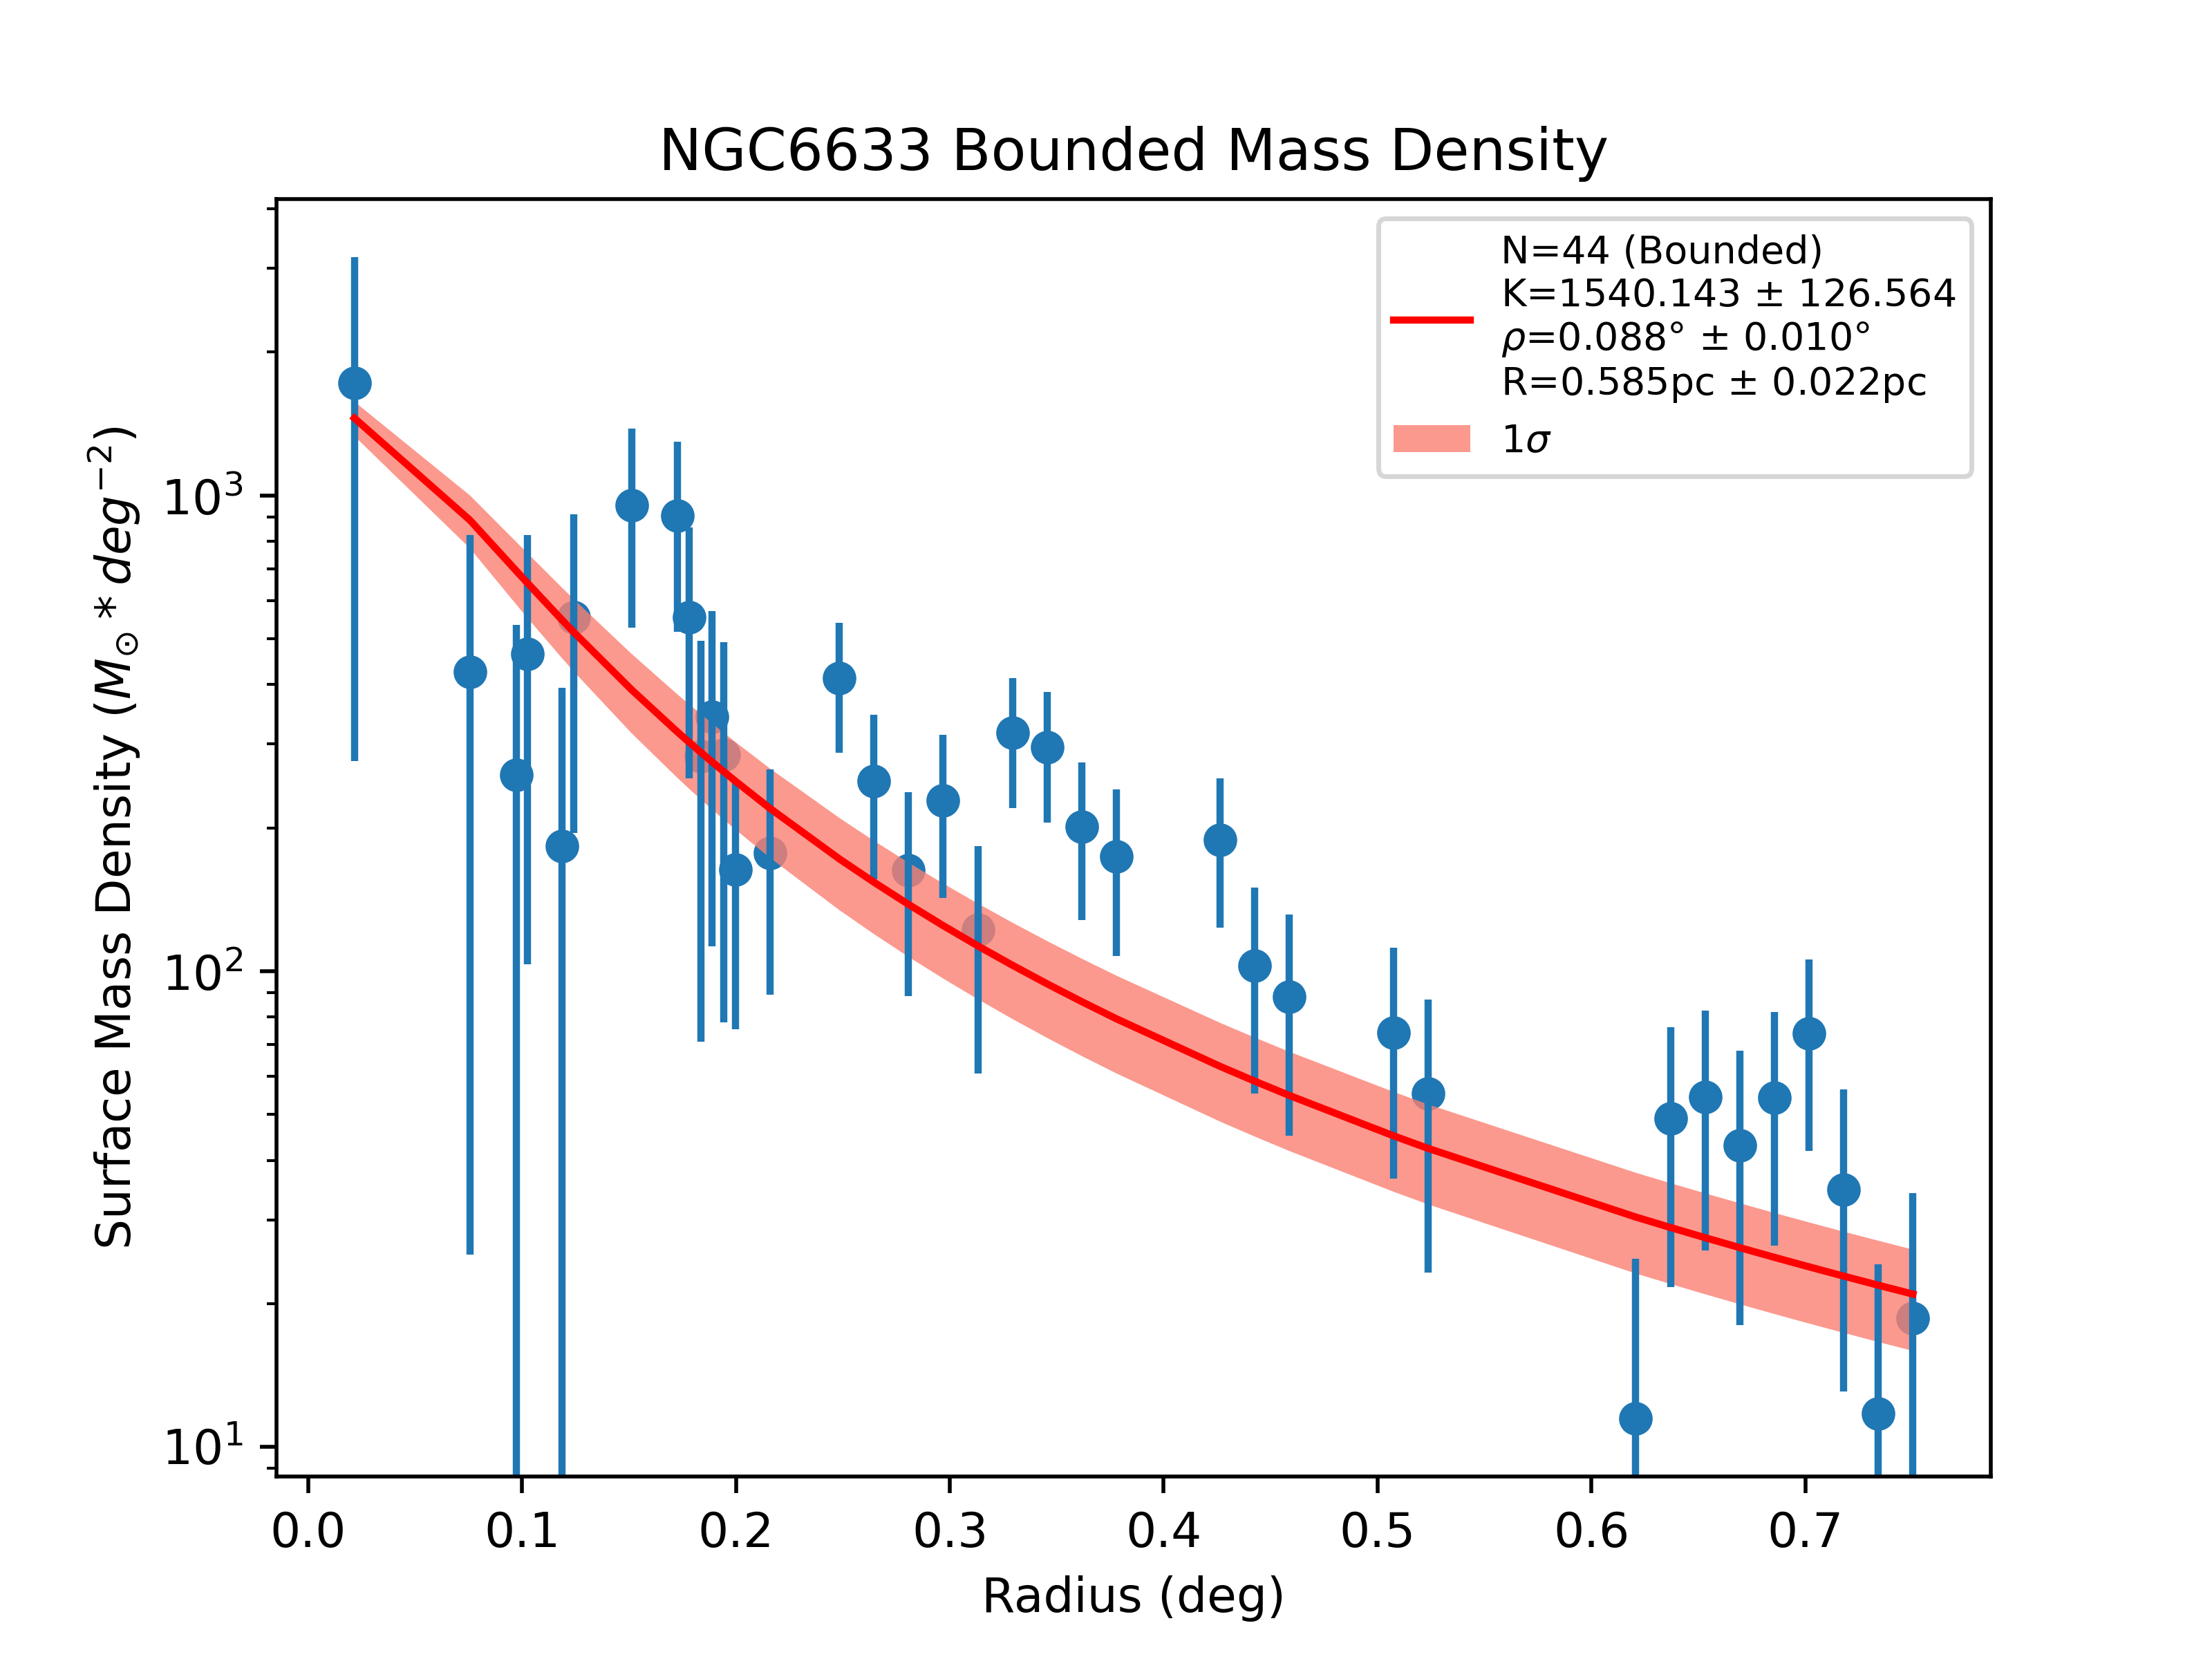 NGC6633 Bounded Mass Density
N=44 (Bounded)
K=1540.143 ± 126.564
ρ=0.088° ± 0.010°
R=0.585pc ± 0.022pc
1σ
Surface Mass Density (M⊙ * deg⁻²)
10³
10²
10¹
0.0 0.1 0.2 0.3 0.4 0.5 0.6 0.7
Radius (deg)